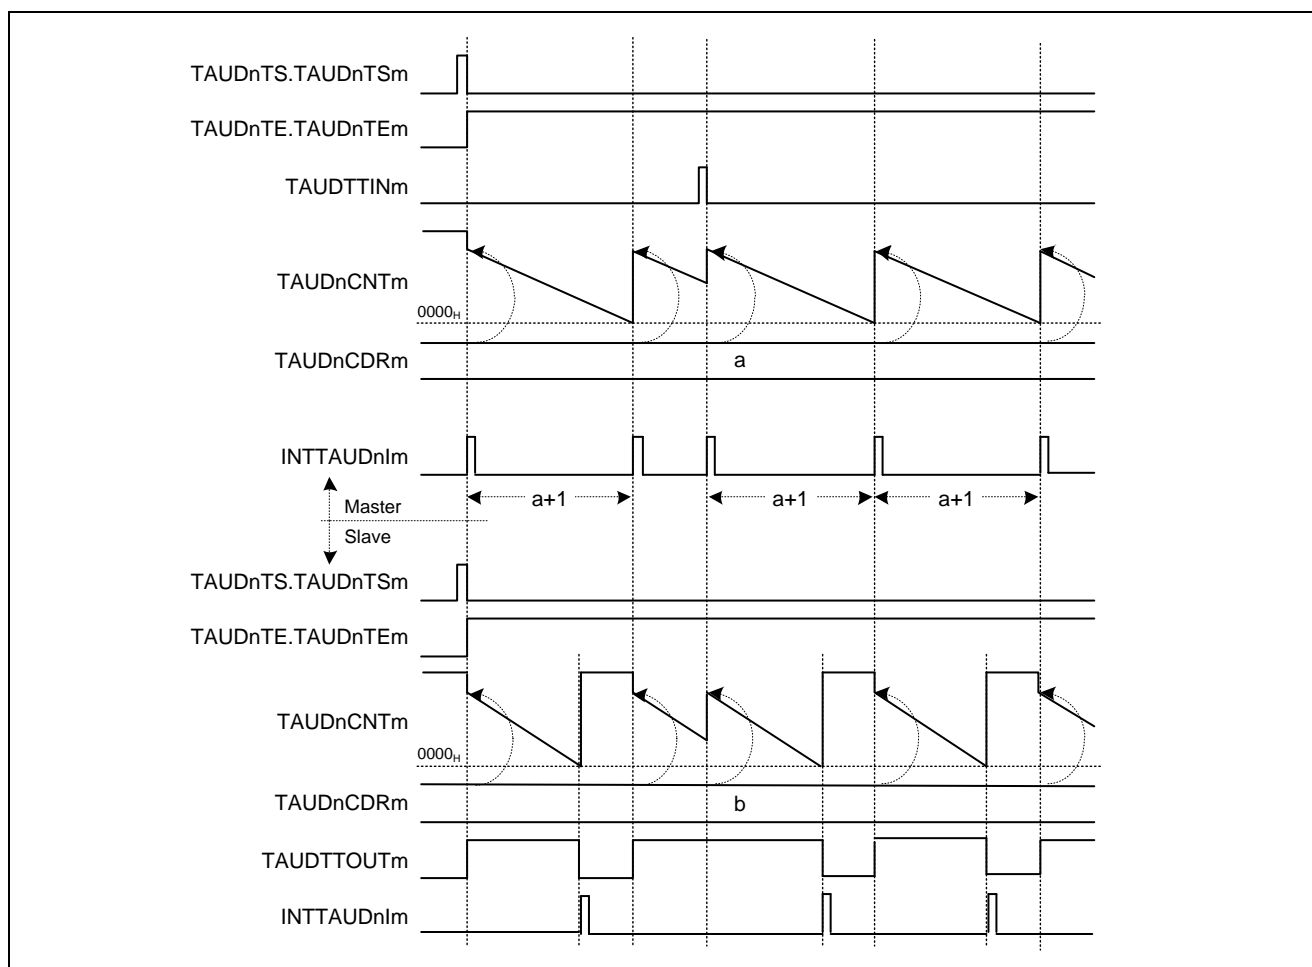 TAUDnTS.TAUDnTSm
TAUDnTE.TAUDnTEm
TAUDTTINm
TAUDnCNTm
0000H
TAUDnCDRm
a
INTTAUDnIm
a+1
a+1
a+1
Master
Slave
TAUDnTS.TAUDnTSm
TAUDnTE.TAUDnTEm
TAUDnCNTm
0000H
TAUDnCDRm
b
TAUDTTOUTm
INTTAUDnIm